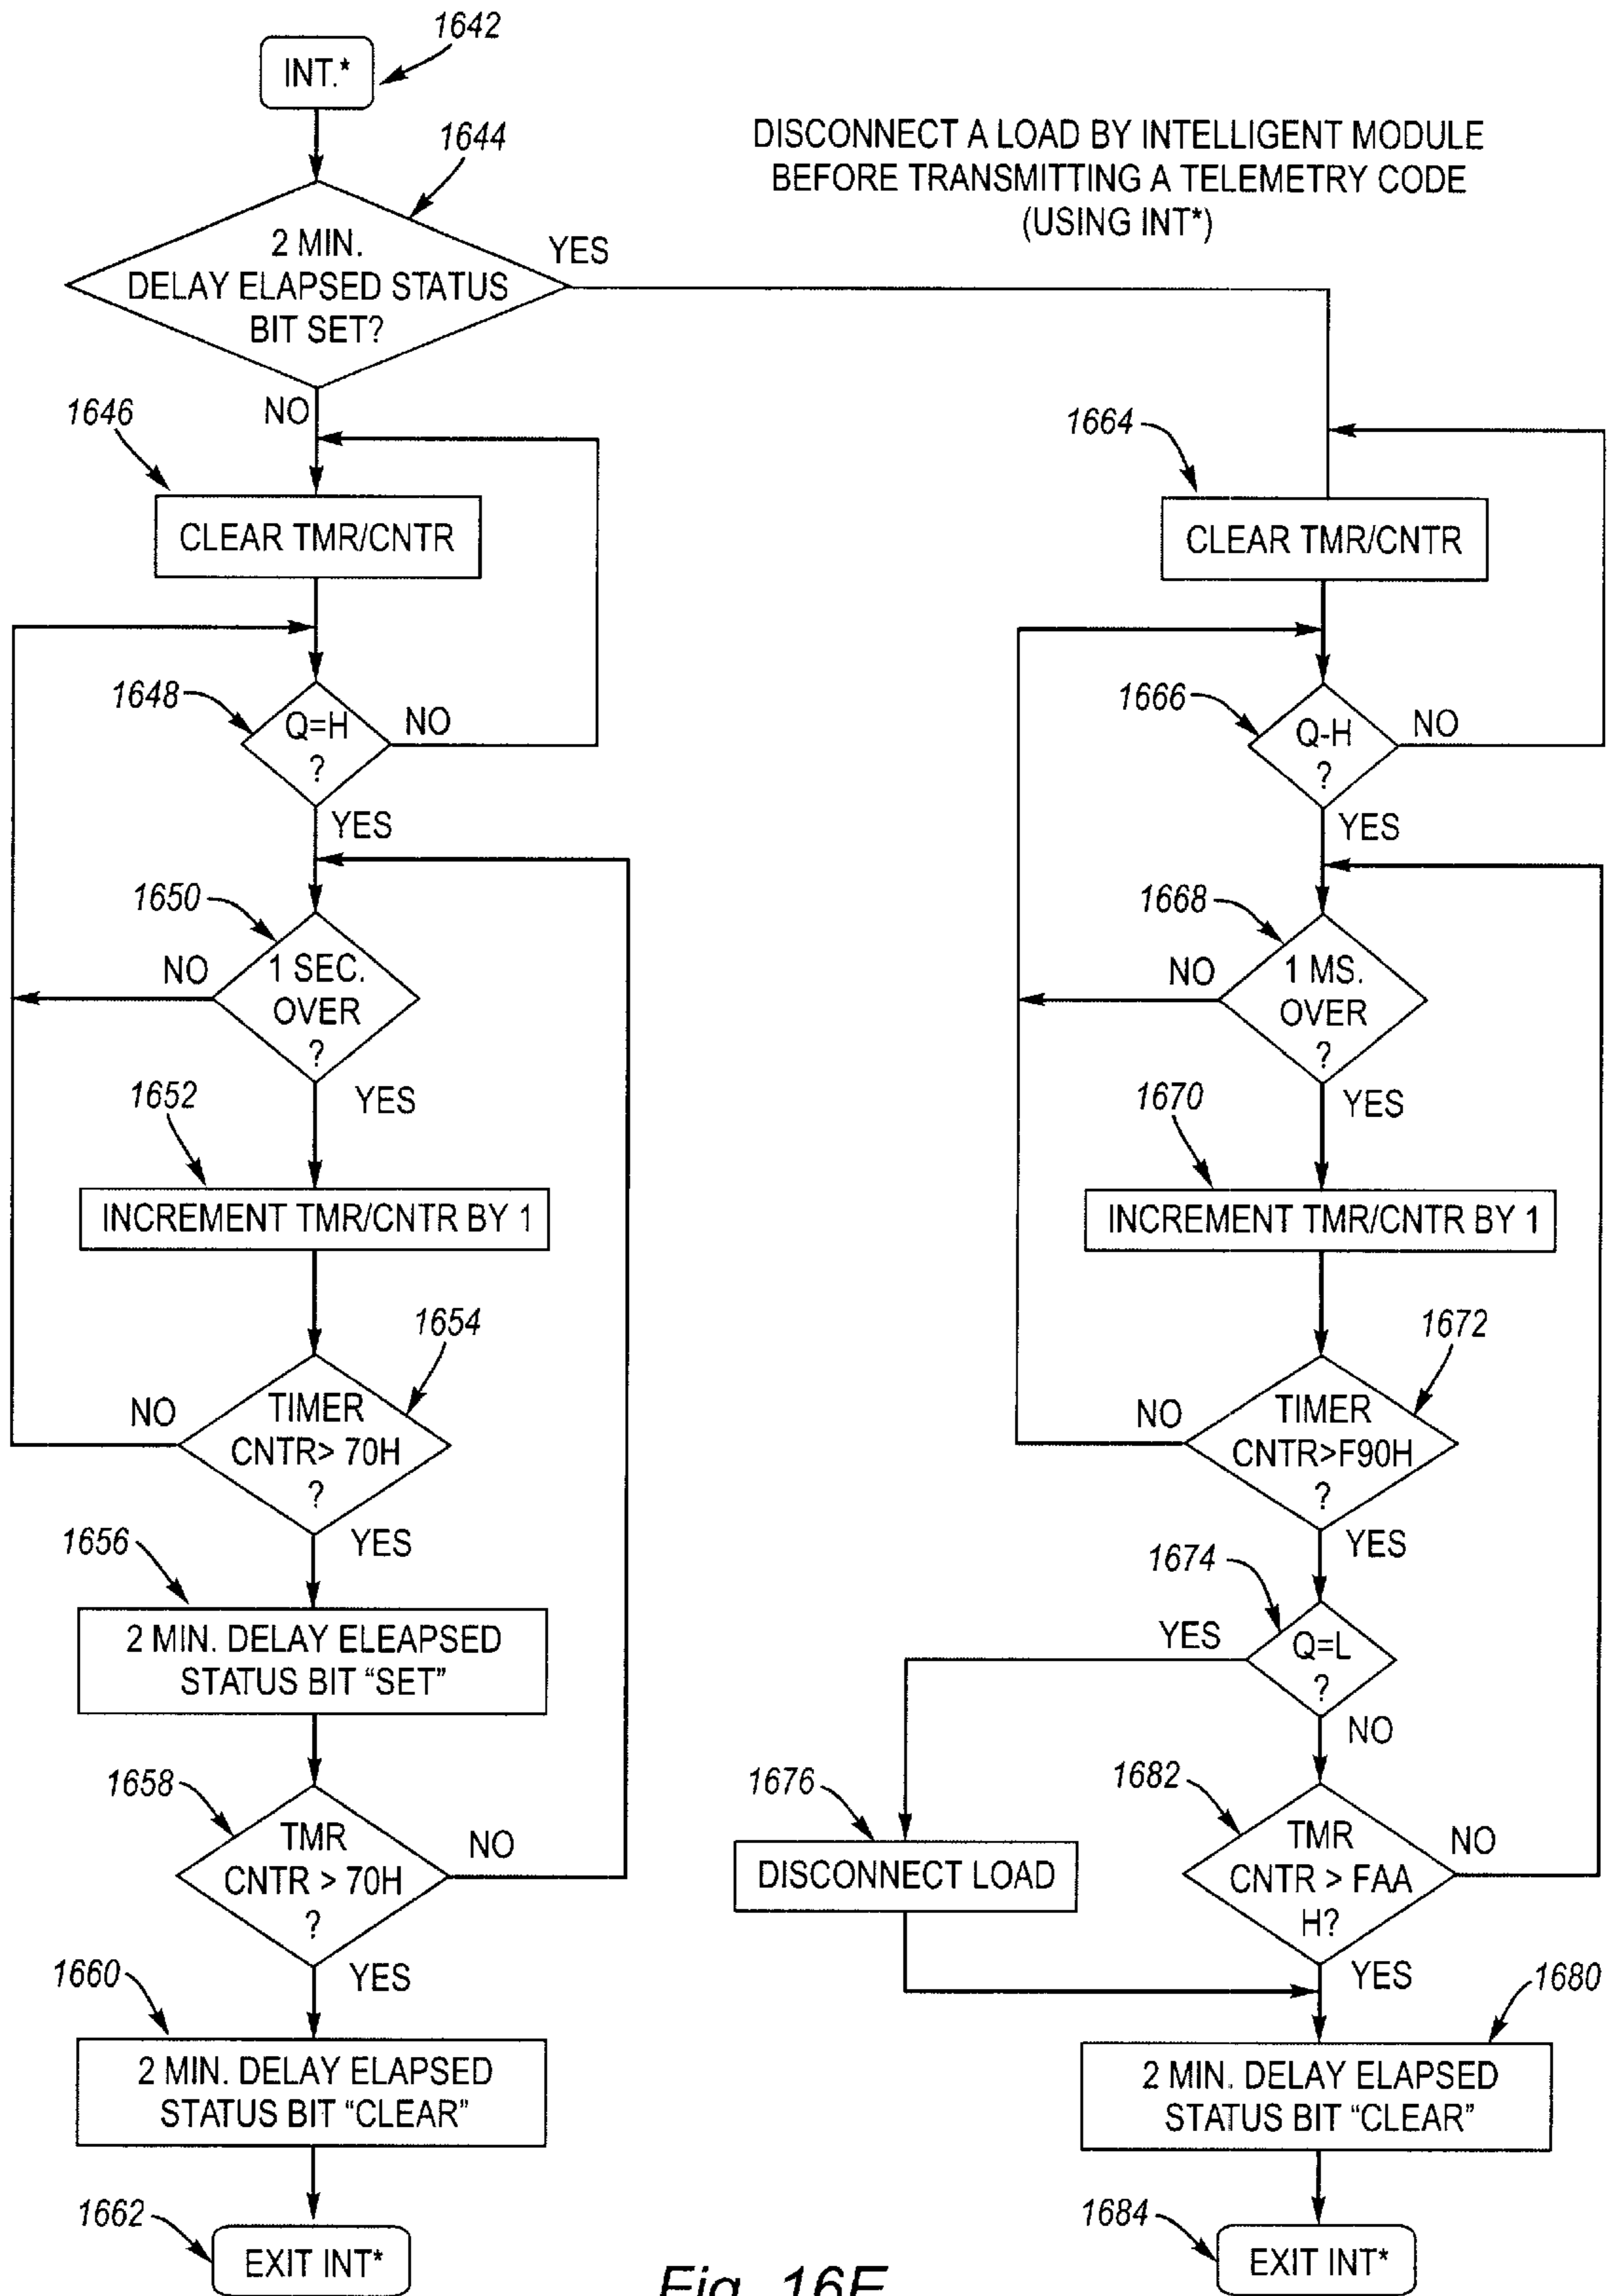 1642
INT.*
1644
DISCONNECT A LOAD BY INTELLIGENT MODULE
BEFORE TRANSMITTING A TELEMETRY CODE
(USING INT*)
2 MIN.
DELAY ELAPSED STATUS
BIT SET?
YES
NO
1646
CLEAR TMR/CNTR
1648
Q=H
?
NO
YES
1650
1 SEC.
OVER
?
NO
YES
1652
INCREMENT TMR/CNTR BY 1
1654
TIMER
CNTR> 70H
?
NO
YES
1656
2 MIN. DELAY ELEAPSED
STATUS BIT “SET”
1658
TMR
CNTR > 70H
?
NO
YES
1660
2 MIN. DELAY ELAPSED
STATUS BIT “CLEAR”
1662
EXIT INT*
1664
CLEAR TMR/CNTR
1666
Q-H
?
NO
YES
1668
1 MS.
OVER
?
NO
YES
1670
INCREMENT TMR/CNTR BY 1
1672
TIMER
CNTR>F90H
?
NO
YES
1674
Q=L
?
YES
NO
1676
DISCONNECT LOAD
1682
TMR
CNTR > FAA
H?
NO
YES
1680
2 MIN. DELAY ELAPSED
STATUS BIT “CLEAR”
1684
EXIT INT*
Fig. 16E